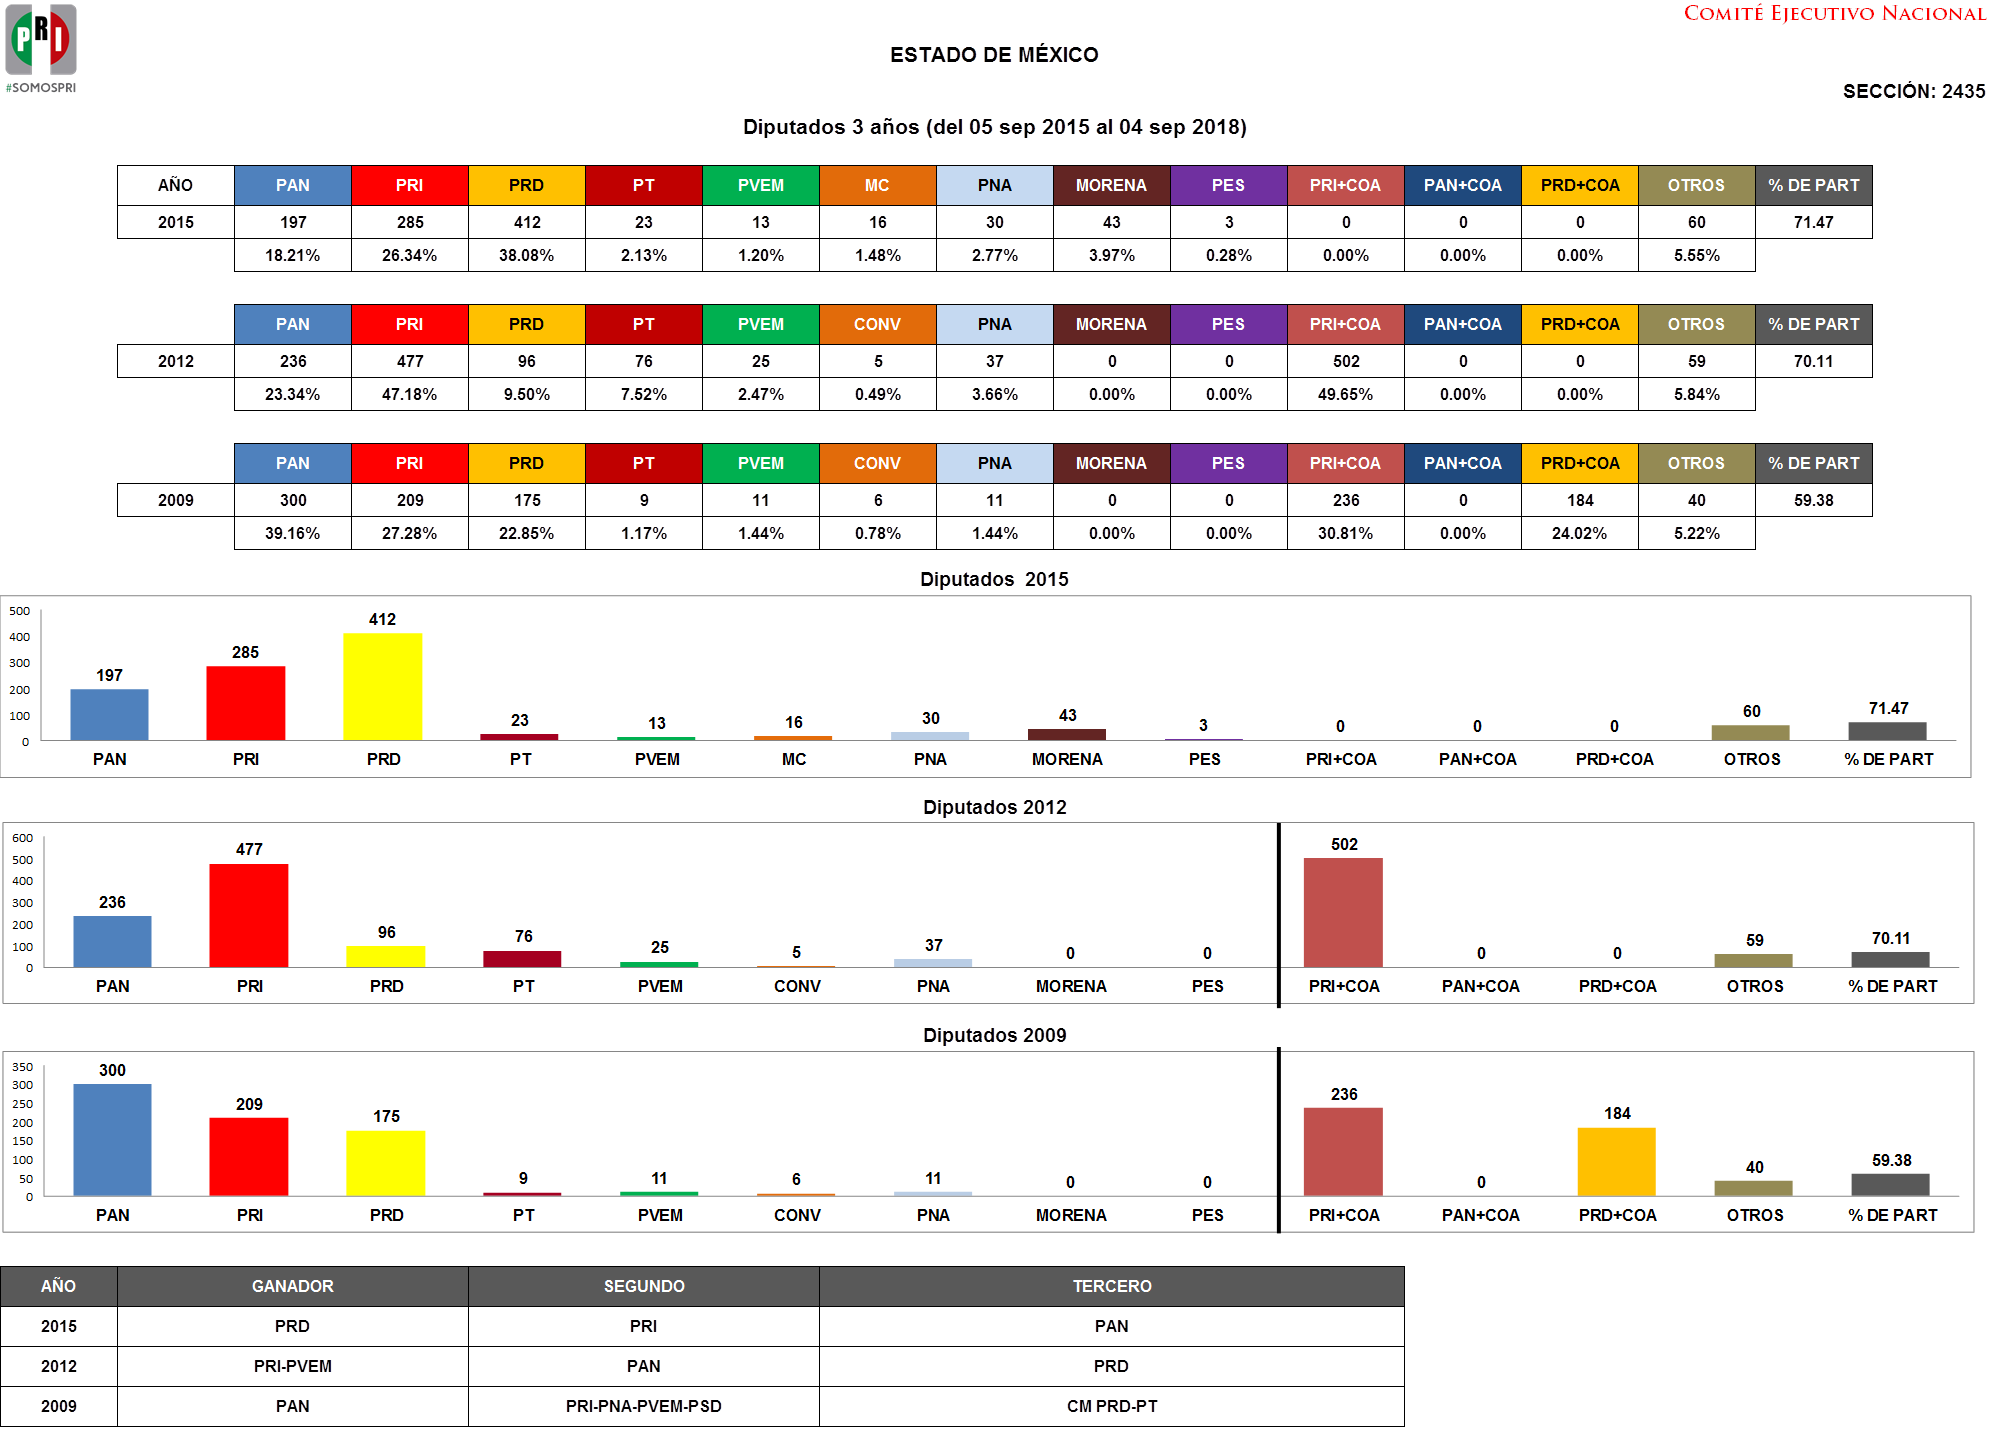 PRI
#SOMOSPRI
COMITÉ EJECUTIVO NACIONAL
ESTADO DE MÉXICO
SECCIÓN: 2435
Diputados 3 años (del 05 sep 2015 al 04 sep 2018)
AÑO PAN PRI PRD PT PVEM MC PNA MORENA PES PRI+COA PAN+COA PRD+COA OTROS % DE PART
2015 197 285 412 23 13 16 30 43 3 0 0 0 60 71.47
18.21% 26.34% 38.08% 2.13% 1.20% 1.48% 2.77% 3.97% 0.28% 0.00% 0.00% 0.00% 5.55%
PAN PRI PRD PT PVEM CONV PNA MORENA PES PRI+COA PAN+COA PRD+COA OTROS % DE PART
2012 236 477 96 76 25 5 37 0 0 502 0 0 59 70.11
23.34% 47.18% 9.50% 7.52% 2.47% 0.49% 3.66% 0.00% 0.00% 49.65% 0.00% 0.00% 5.84%
PAN PRI PRD PT PVEM CONV PNA MORENA PES PRI+COA PAN+COA PRD+COA OTROS % DE PART
2009 300 209 175 9 11 6 11 0 0 236 0 184 40 59.38
39.16% 27.28% 22.85% 1.17% 1.44% 0.78% 1.44% 0.00% 0.00% 30.81% 0.00% 24.02% 5.22%
Diputados 2015
500
400
300
200
100
0
197 285 412 23 13 16 30 43 3 0 0 0 60 71.47
PAN PRI PRD PT PVEM MC PNA MORENA PES PRI+COA PAN+COA PRD+COA OTROS % DE PART
Diputados 2012
600
500
400
300
200
100
0
236 477 96 76 25 5 37 0 0 502 0 0 59 70.11
PAN PRI PRD PT PVEM CONV PNA MORENA PES PRI+COA PAN+COA PRD+COA OTROS % DE PART
Diputados 2009
350
300
250
200
150
100
50
0
300 209 175 9 11 6 11 0 0 236 0 184 40 59.38
PAN PRI PRD PT PVEM CONV PNA MORENA PES PRI+COA PAN+COA PRD+COA OTROS % DE PART
AÑO GANADOR SEGUNDO TERCERO
2015 PRD PRI PAN
2012 PRI-PVEM PAN PRD
2009 PAN PRI-PNA-PVEM-PSD CM PRD-PT